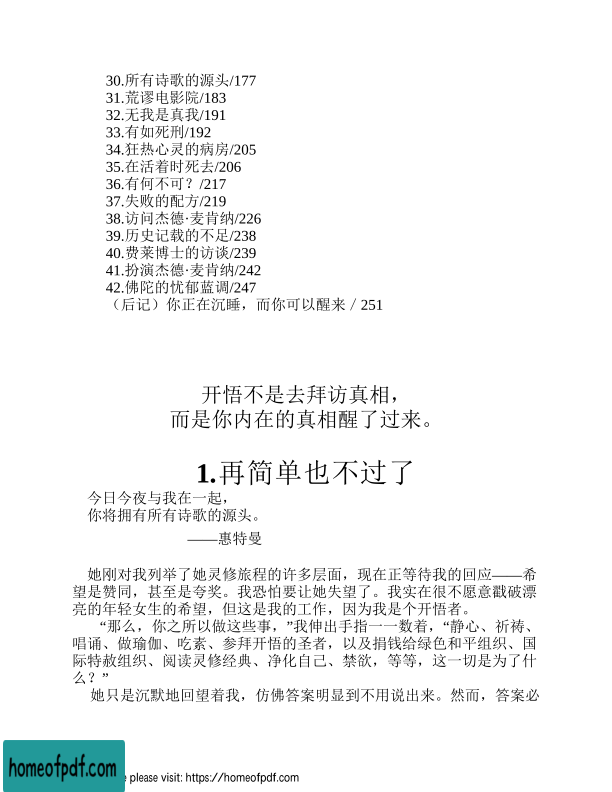 30.所有诗歌的源头/177
31.荒谬电影院/183
32.无我是真我/191
33.有如死刑/192
34.狂热心灵的病房/205
35.在活着时死去/206
36.有何不可？/217
37.失败的配方/219
38.访问杰德·麦肯纳/226
39.历史记载的不足/238
40.费莱博士的访谈/239
41.扮演杰德·麦肯纳/242
42.佛陀的忧郁蓝调/247
（后记）你正在沉睡，而你可以醒来／251
开悟不是去拜访真相，
而是你内在的真相醒了过来。
1.再简单也不过了
今日今夜与我在一起，
你将拥有所有诗歌的源头。
——惠特曼
她刚对我列举了她灵修旅程的许多层面，现在正等待我的回应——希
望是赞同，甚至是夸奖。我恐怕要让她失望了。我实在很不愿意戳破漂
亮的年轻女生的希望，但这是我的工作，因为我是个开悟者。
“那么，你之所以做这些事，”我伸出手指一一数着，“静心、祈祷、
唱诵、做瑜伽、吃素、参拜开悟的圣者，以及捐钱给绿色和平组织、国
际特赦组织、阅读灵修经典、净化自己、禁欲，等等，这一切是为了什
么？”
她只是沉默地回望着我，仿佛答案明显到不用说出来。然而，答案必
homeofpdf.com
e please visit: https://homeofpdf.com